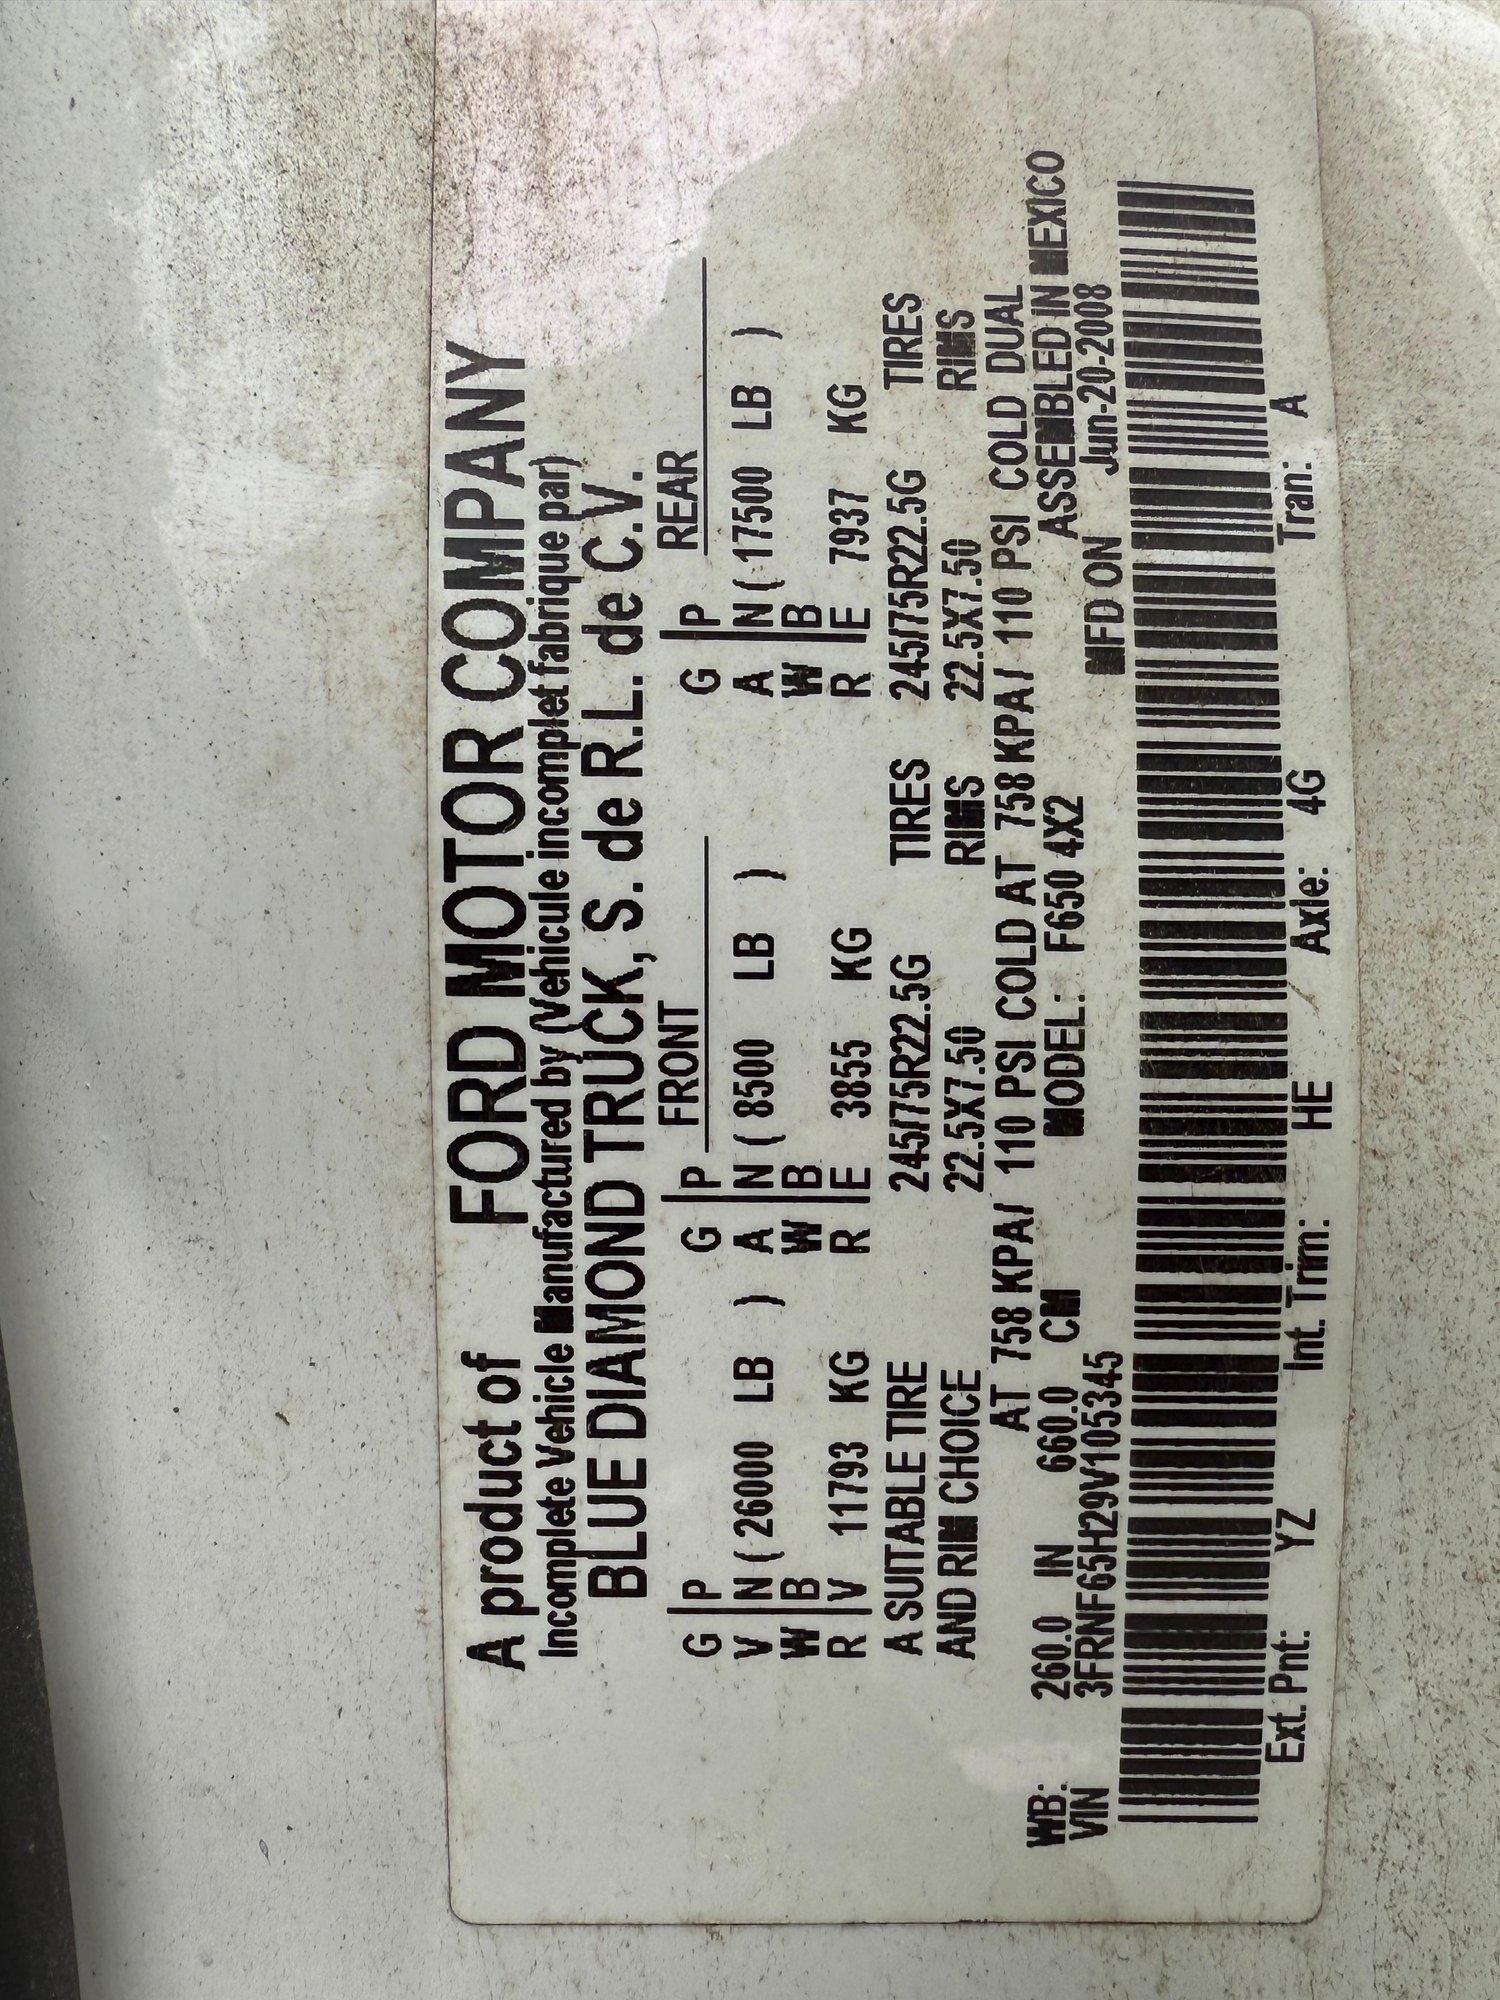 A product of FORD MOTOR COMPANY
Incomplete Vehicle Manufactured by (Vehicule incomplet fabrique par)
BLUE DIAMOND TRUCK, S. de R.L. de C.V.
FRONT REAR
G P G P G P
V N ( 26000 LB ) A N ( 8500 LB ) A N ( 17500 LB )
W B W B W B
R V 11793 KG R E 3855 KG R E 7937 KG
A SUITABLE TIRE 245/75R22.5G TIRES 245/75R22.5G TIRES
AND RIM CHOICE 22.5X7.50 RIMS 22.5X7.50 RIMS
AT 758 KPA/ 110 PSI COLD AT 758 KPA/ 110 PSI COLD DUAL
WB: 260.0 IN 660.0 CM MODEL: F650 4X2 ASSEMBLED IN MEXICO
VIN 3FRNF65H29V105345 MFD ON Jun-20-2008
Ext. Pnt: YZ Int. Trim: HE Axle: 4G Tran: A